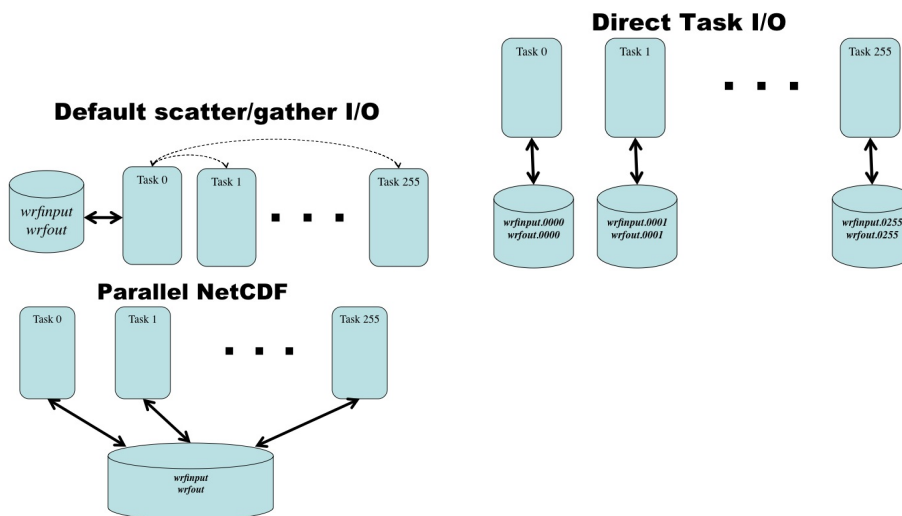 Default scatter/gather I/O
Task 0
Task 1
Task 255
wrfinput
wrfout
Parallel NetCDF
Task 0
Task 1
Task 255
wrfinput
wrfout
Direct Task I/O
Task 0
Task 1
Task 255
wrfinput.0000
wrfout.0000
wrfinput.0001
wrfout.0001
wrfinput.0255
wrfout.0255